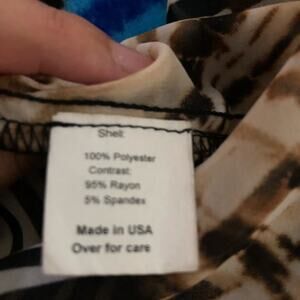 Shell:
100% Polyester
Contrast:
95% Rayon
5% Spandex
Made in USA
Over for care